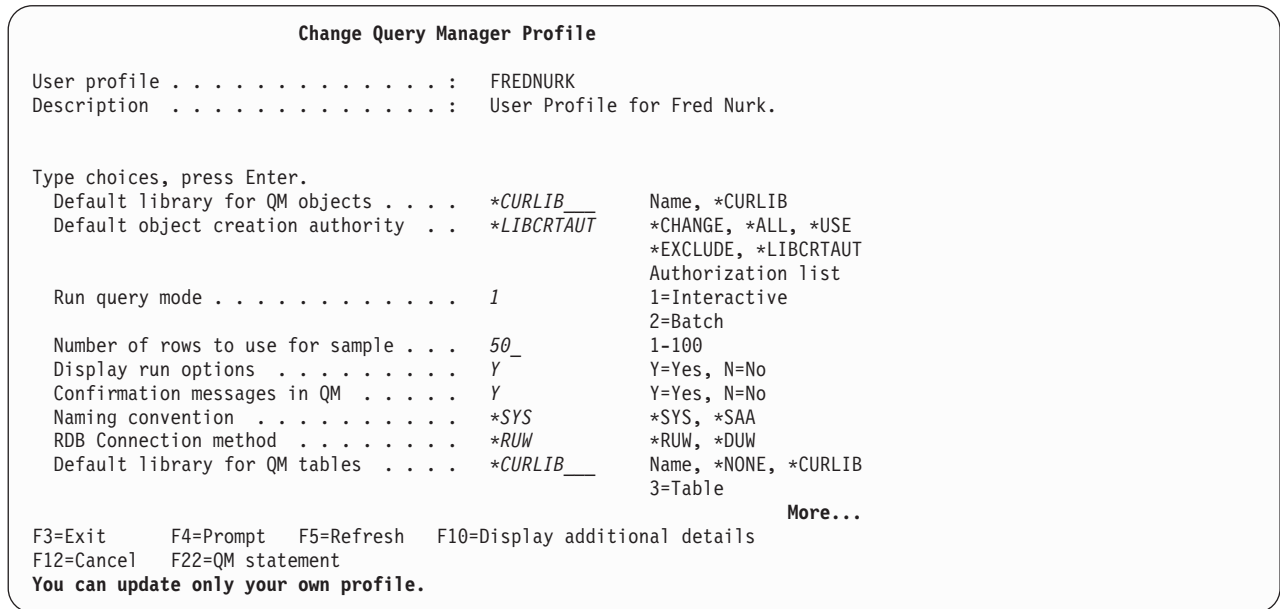 Change Query Manager Profile
User profile . . . . . . . . . . . . . : FREDNURK
Description . . . . . . . . . . . . . : User Profile for Fred Nurk.
Type choices, press Enter.
Default library for QM objects . . . . *CURLIB___ Name, *CURLIB
Default object creation authority . . *LIBCRTAUT *CHANGE, *ALL, *USE
*EXCLUDE, *LIBCRTAUT
Authorization list
Run query mode . . . . . . . . . . . . 1 1=Interactive
2=Batch
Number of rows to use for sample . . . 50_ 1-100
Display run options . . . . . . . . . Y Y=Yes, N=No
Confirmation messages in QM . . . . . Y Y=Yes, N=No
Naming convention . . . . . . . . . . *SYS *SYS, *SAA
RDB Connection method . . . . . . . . *RUW *RUW, *DUW
Default library for QM tables . . . . *CURLIB___ Name, *NONE, *CURLIB
3=Table
More...
F3=Exit F4=Prompt F5=Refresh F10=Display additional details
F12=Cancel F22=QM statement
You can update only your own profile.